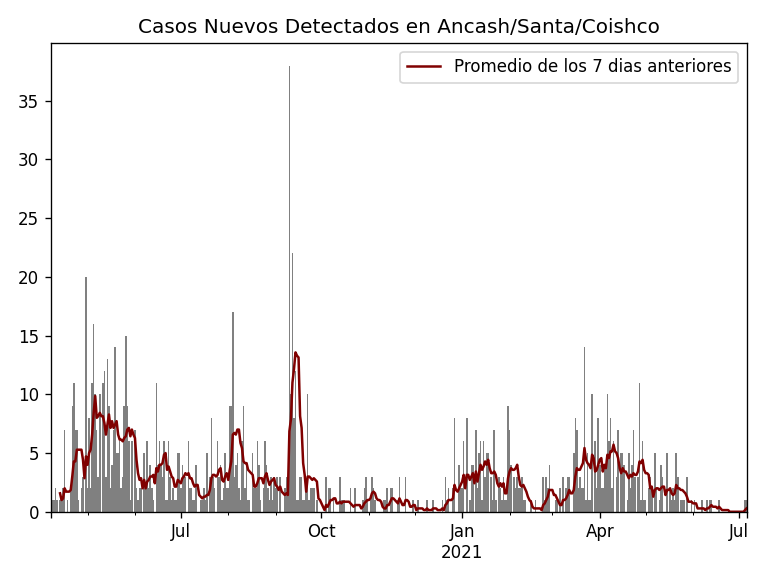 Casos Nuevos Detectados en Ancash/Santa/Coishco
Promedio de los 7 dias anteriores
35
30
25
20
15
10
5
0
Jul
Oct
Jan
2021
Apr
Jul